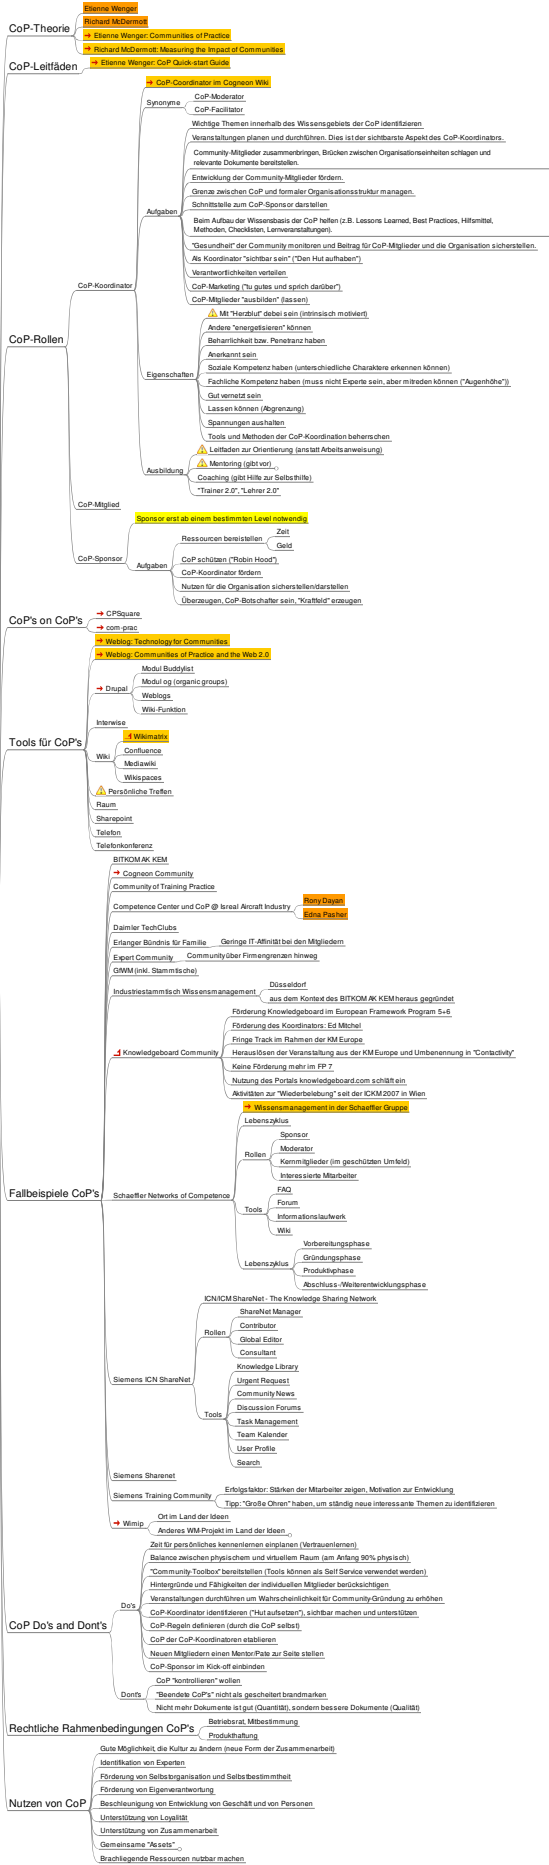 CoP-Theorie
Etienne Wenger
Richard McDermott
Etienne Wenger: Communities of Practice
Richard McDermott: Measuring the Impact of Communities
CoP-Leitfäden
Etienne Wenger: CoP Quick-start Guide
CoP-Rollen
CoP-Koordinator
CoP-Coordinator im Cogneon Wiki
Synonyme
CoP-Moderator
CoP-Facilitator
Aufgaben
Wichtige Themen innerhalb des Wissensgebiets der CoP identifizieren
Veranstaltungen planen und durchführen. Dies ist der sichtbarste Aspekt des CoP-Koordinators.
Community-Mitglieder zusammenbringen, Brücken zwischen Organisationseinheiten schlagen und
relevante Dokumente bereitstellen.
Entwicklung der Community-Mitglieder fördern.
Grenze zwischen CoP und formaler Organisationsstruktur managen.
Schnittstelle zum CoP-Sponsor darstellen
Beim Aufbau der Wissensbasis der CoP helfen (z.B. Lessons Learned, Best Practices, Hilfsmittel,
Methoden, Checklisten, Lernveranstaltungen).
"Gesundheit" der Community monitoren und Beitrag für CoP-Mitglieder und die Organisation sicherstellen.
Als Koordinator "sichtbar sein" ("Den Hut aufhaben")
Verantwortlichkeiten verteilen
CoP-Marketing ("tu gutes und sprich darüber")
CoP-Mitglieder "ausbilden" (lassen)
Eigenschaften
Mit "Herzblut" dabei sein (intrinsisch motiviert)
Andere "energetisieren" können
Beharrlichkeit bzw. Penetranz haben
Anerkannt sein
Soziale Kompetenz haben (unterschiedliche Charaktere erkennen können)
Fachliche Kompetenz haben (muss nicht Experte sein, aber mitreden können ("Augenhöhe"))
Gut vernetzt sein
Lassen können (Abgrenzung)
Spannungen aushalten
Tools und Methoden der CoP-Koordination beherrschen
Ausbildung
Leitfaden zur Orientierung (anstatt Arbeitsanweisung)
Mentoring (gibt vor)
Coaching (gibt Hilfe zur Selbsthilfe)
"Trainer 2.0", "Lehrer 2.0"
CoP-Mitglied
CoP-Sponsor
Sponsor erst ab einem bestimmten Level notwendig
Aufgaben
Ressourcen bereistellen
Zeit
Geld
CoP schützen ("Robin Hood")
CoP-Koordinator fördern
Nutzen für die Organisation sicherstellen/darstellen
Überzeugen, CoP-Botschafter sein, "Kraftfeld" erzeugen
CoP's on CoP's
CPSquare
com-prac
Tools für CoP's
Weblog: Technology for Communities
Weblog: Communities of Practice and the Web 2.0
Drupal
Modul Buddylist
Modul og (organic groups)
Weblogs
Wiki-Funktion
Interwise
Wiki
Wikimatrix
Confluence
Mediawiki
Wikispaces
Persönliche Treffen
Raum
Sharepoint
Telefon
Telefonkonferenz
Fallbeispiele CoP's
BITKOM AK KEM
Cogneon Community
Community of Training Practice
Competence Center und CoP @ Isreal Aircraft Industry
Rony Dayan
Edna Pasher
Daimler TechClubs
Erlanger Bündnis für Familie
Geringe IT-Affinität bei den Mitgliedern
Expert Community
Community über Firmengrenzen hinweg
GfWM (inkl. Stammtische)
Industriestammtisch Wissensmanagement
Düsseldorf
aus dem Kontext des BITKOM AK KEM heraus gegründet
Knowledgeboard Community
Förderung Knowledgeboard im European Framework Program 5+6
Förderung des Koordinators: Ed Mitchel
Fringe Track im Rahmen der KM Europe
Herauslösen der Veranstaltung aus der KM Europe und Umbenennung in "Contactivity"
Keine Förderung mehr im FP 7
Nutzung des Portals knowledgeboard.com schläft ein
Aktivitäten zur "Wiederbelebung" seit der ICKM 2007 in Wien
Schaeffler Networks of Competence
Wissensmanagement in der Schaeffler Gruppe
Lebenszyklus
Rollen
Sponsor
Moderator
Kernmitglieder (im geschützten Umfeld)
Interessierte Mitarbeiter
Tools
FAQ
Forum
Informationslaufwerk
Wiki
Lebenszyklus
Vorbereitungsphase
Gründungsphase
Produktivphase
Abschluss-/Weiterentwicklungsphase
Siemens ICN ShareNet
ICN/ICM ShareNet - The Knowledge Sharing Network
Rollen
ShareNet Manager
Contributor
Global Editor
Consultant
Tools
Knowledge Library
Urgent Request
Community News
Discussion Forums
Task Management
Team Kalender
User Profile
Search
Siemens Sharenet
Siemens Training Community
Erfolgsfaktor: Stärken der Mitarbeiter zeigen, Motivation zur Entwicklung
Tipp: "Große Ohren" haben, um ständig neue interessante Themen zu identifizieren
Wimip
Ort im Land der Ideen
Anderes WM-Projekt im Land der Ideen
CoP Do's and Dont's
Do's
Zeit für persönliches kennenlernen einplanen (Vertrauenlernen)
Balance zwischen physischem und virtuellem Raum (am Anfang 90% physisch)
"Community-Toolbox" bereitstellen (Tools können als Self Service verwendet werden)
Hintergründe und Fähigkeiten der individuellen Mitglieder berücksichtigen
Veranstaltungen durchführen um Wahrscheinlichkeit für Community-Gründung zu erhöhen
CoP-Koordinator identifizieren ("Hut aufsetzen"), sichtbar machen und unterstützen
CoP-Regeln definieren (durch die CoP selbst)
CoP der CoP-Koordinatoren etablieren
Neuen Mitgliedern einen Mentor/Pate zur Seite stellen
CoP-Sponsor im Kick-off einbinden
Dont's
CoP "kontrollieren" wollen
"Beendete CoP's" nicht als gescheitert brandmarken
Nicht mehr Dokumente ist gut (Quantität), sondern bessere Dokumente (Qualität)
Rechtliche Rahmenbedingungen CoP's
Betriebsrat, Mitbestimmung
Produkthaftung
Nutzen von CoP
Gute Möglichkeit, die Kultur zu ändern (neue Form der Zusammenarbeit)
Identifikation von Experten
Förderung von Selbstorganisation und Selbstbestimmtheit
Förderung von Eigenverantwortung
Beschleunigung von Entwicklung von Geschäft und von Personen
Unterstützung von Loyalität
Unterstützung von Zusammenarbeit
Gemeinsame "Assets"
Brachliegende Ressourcen nutzbar machen